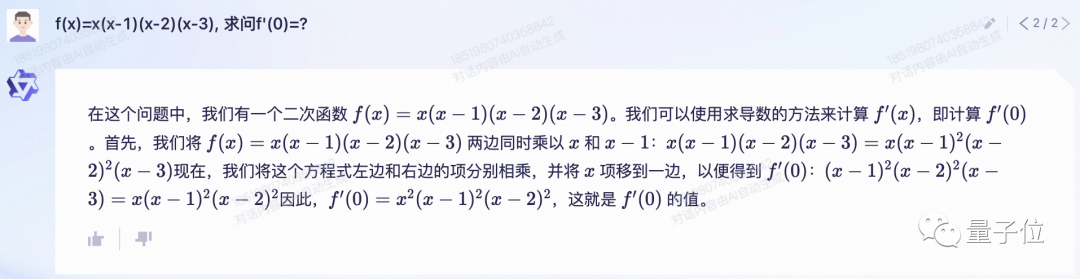 f(x)=x(x-1)(x-2)(x-3), 求问f'(0)=?
2 / 2
在这个问题中，我们有一个二次函数 f(x) = x(x − 1)(x − 2)(x − 3)。我们可以使用求导数的方法来计算 f′(x)，即计算 f′(0)
。首先，我们将 f(x) = x(x − 1)(x − 2)(x − 3) 两边同时乘以 x 和 x − 1：x(x − 1)(x − 2)(x − 3) = x(x − 1)²(x −
2)²(x − 3)现在，我们将这个方程式左边和右边的项分别相乘，并将 x 项移到一边，以便得到 f′(0)：(x − 1)²(x − 2)²(x −
3) = x(x − 1)²(x − 2)²因此，f′(0) = x²(x − 1)²(x − 2)²，这就是 f′(0) 的值。
量子位
1851980740358842
对话内容由AI自动生成